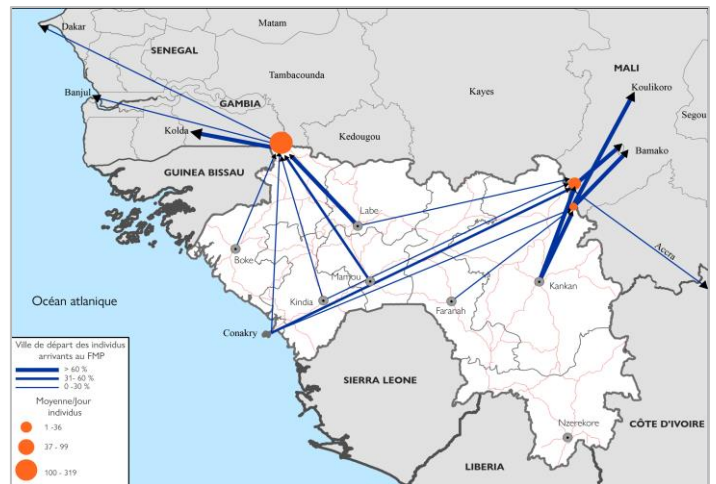 Dakar
Matam
SENEGAL
Tambacounda
MALI
Banjul
Kayes
Koulikoro
GAMBIA
Segou
Kolda
Kedougou
Bamako
GUINEA BISSAU
Labe
Boke
Accra
Mamou
Océan atlanique
Kindia
Faranah
Kankan
Conakry
Ville de départ des individus
arrivants au FMP
> 60 %
31- 60 %
0 -30 %
Moyenne/Jour
individus
1 -36
37 - 99
100 - 319
SIERRA LEONE
CÔTE D'IVOIRE
Nzerekore
LIBERIA